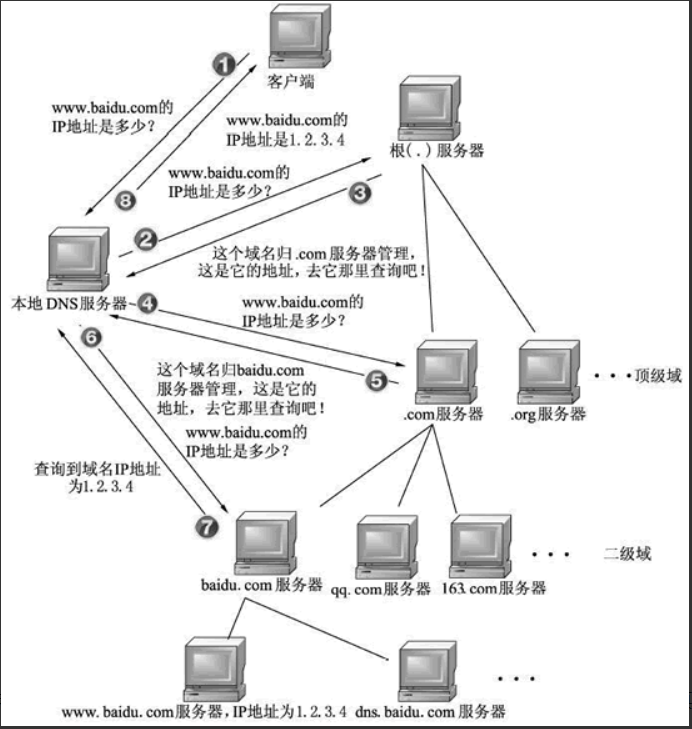 ①
客户端
www.baidu.com的
IP地址是多少？
www.baidu.com的
IP地址是1.2.3.4
根(.)服务器
⑧
www.baidu.com的
IP地址是多少？
③
②
这个域名归.com服务器管理，
这是它的地址，去它那里查询吧！
本地DNS服务器
④
www.baidu.com的
IP地址是多少？
⑥
⑤
这个域名归baidu.com
服务器管理，这是它的
地址，去它那里查询吧！
.com服务器
.org服务器
···顶级域
www.baidu.com的
IP地址是多少？
查询到域名IP地址
为1.2.3.4
⑦
baidu.com服务器
qq.com服务器
163.com服务器
···
二级域
···
www.baidu.com服务器，IP地址为1.2.3.4
dns.baidu.com服务器